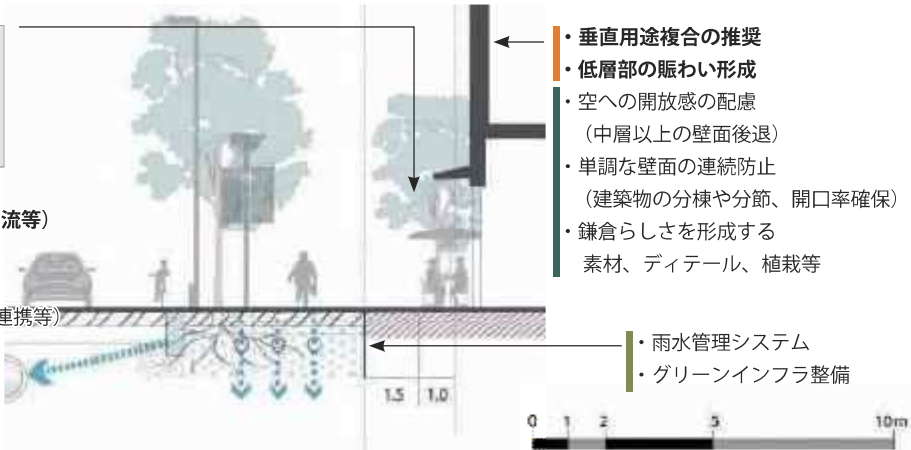 ・垂直用途複合の推奨
・低層部の賑わい形成
・空への開放感の配慮
（中層以上の壁面後退）
・単調な壁面の連続防止
（建築物の分棟や分節、開口率確保）
・鎌倉らしさを形成する
素材、ディテール、植栽等
流等）
連携等）
・雨水管理システム
・グリーンインフラ整備
1.5 1.0
0 1 2 5 10m